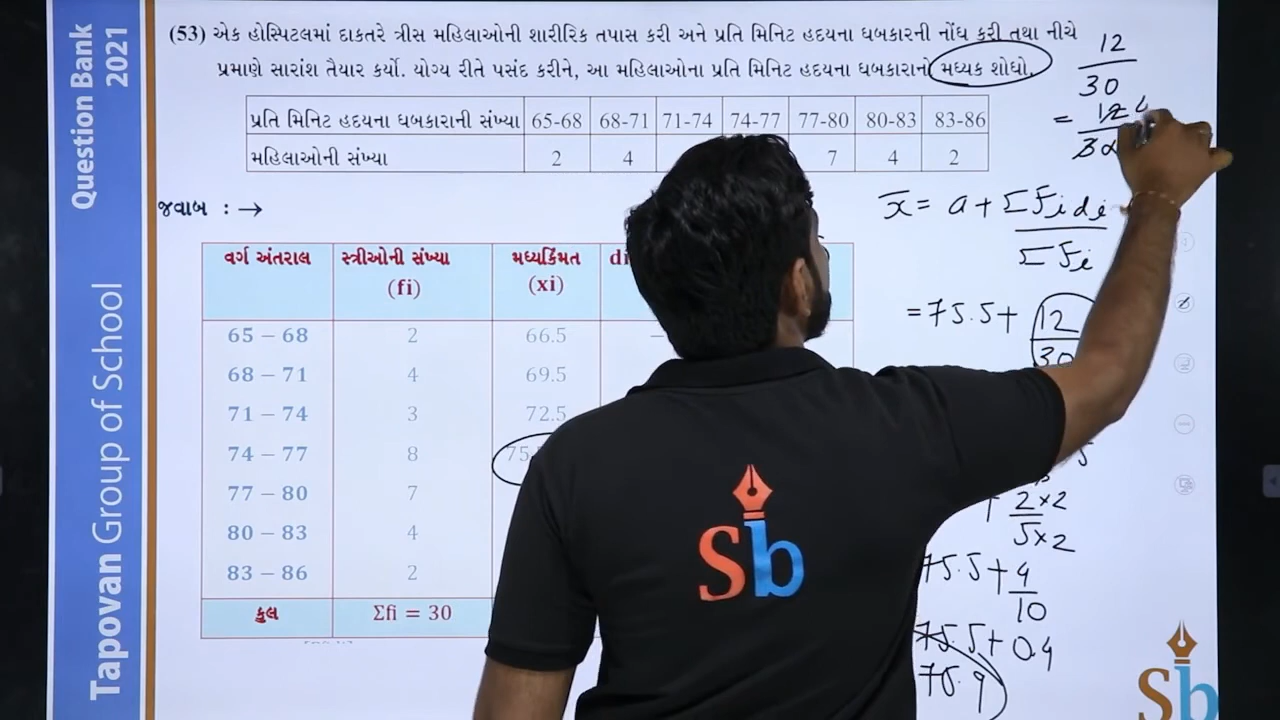 Question Bank
2021
Tapovan Group of School
(53) એક હોસ્પિટલમાં દાકતરે ત્રીસ મહિલાઓની શારીરિક તપાસ કરી અને પ્રતિ મિનિટ હૃદયના ધબકારની નોંધ કરી તથા નીચે
પ્રમાણે સારાંશ તૈયાર કર્યો. યોગ્ય રીતે પસંદ કરીને, આ મહિલાઓના પ્રતિ મિનિટ હૃદયના ધબકારાનો મધ્યક શોધો.
પ્રતિ મિનિટ હૃદયના ધબકારાની સંખ્યા 65-68 68-71 71-74 74-77 77-80 80-83 83-86
મહિલાઓની સંખ્યા 2 4 7 4 2
જવાબ : →
વર્ગ અંતરાલ સ્ત્રીઓની સંખ્યા (fi) મધ્યકિંમત (xi) di
65 – 68 2 66.5 –
68 – 71 4 69.5
71 – 74 3 72.5
74 – 77 8 75
77 – 80 7
80 – 83 4
83 – 86 2
કુલ Σfi = 30
12
30
= 12 4
30
x̄ = a + Σfidi
Σfi
= 75.5 + 12
30
5
+ 2×2
5×2
75.5 + 4
10
75.5 + 0.4
75.9
Sb
Sb